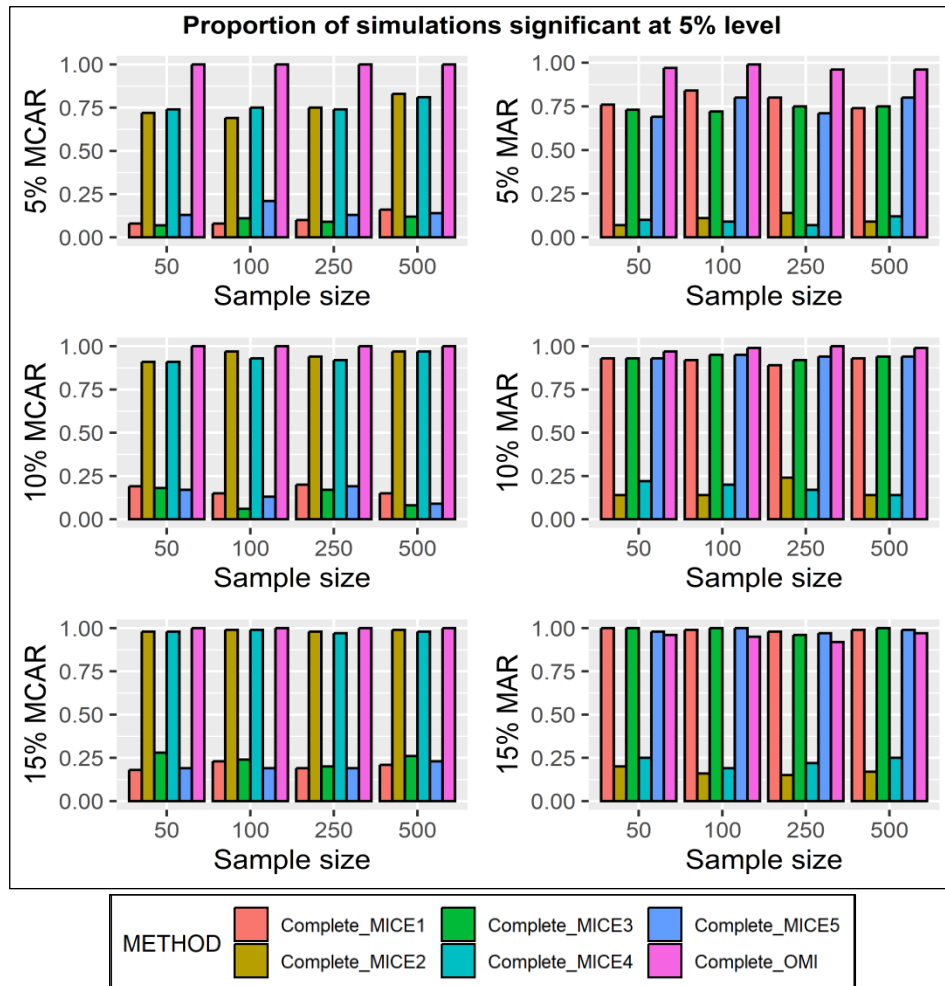 Proportion of simulations significant at 5% level
5% MCAR
1.00
0.75
0.50
0.25
0.00
50 100 250 500
Sample size
5% MAR
1.00
0.75
0.50
0.25
0.00
50 100 250 500
Sample size
10% MCAR
1.00
0.75
0.50
0.25
0.00
50 100 250 500
Sample size
10% MAR
1.00
0.75
0.50
0.25
0.00
50 100 250 500
Sample size
15% MCAR
1.00
0.75
0.50
0.25
0.00
50 100 250 500
Sample size
15% MAR
1.00
0.75
0.50
0.25
0.00
50 100 250 500
Sample size
METHOD
Complete_MICE1 Complete_MICE3 Complete_MICE5
Complete_MICE2 Complete_MICE4 Complete_OMI